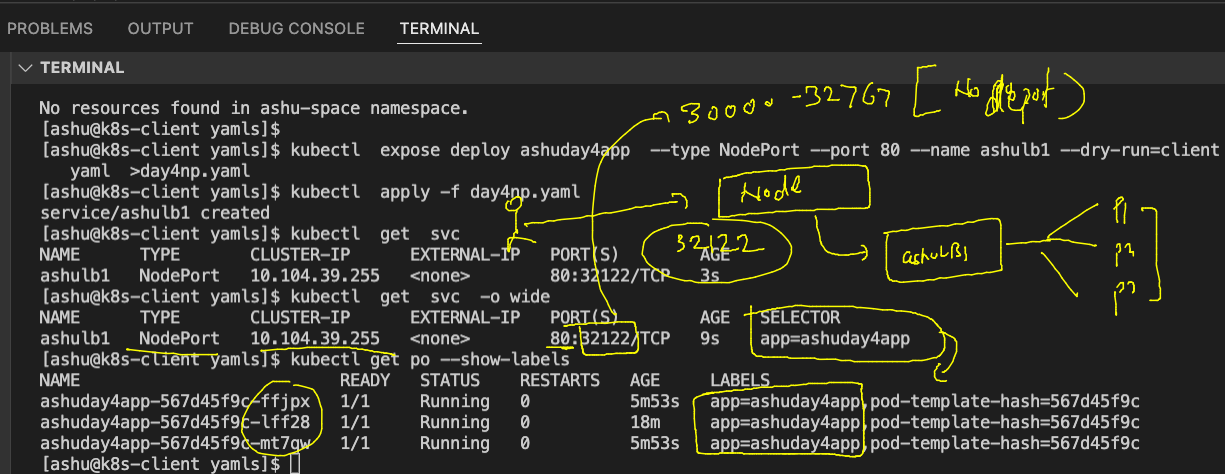 PROBLEMS OUTPUT DEBUG CONSOLE TERMINAL
TERMINAL
No resources found in ashu-space namespace.
30000 -32767 [ Nodeport )
[ashu@k8s-client yamls]$
[ashu@k8s-client yamls]$ kubectl  expose deploy ashuday4app  --type NodePort --port 80 --name ashulb1 --dry-run=client
yaml  >day4np.yaml
[ashu@k8s-client yamls]$ kubectl  apply -f day4np.yaml
Node
service/ashulb1 created
[ashu@k8s-client yamls]$ kubectl  get  svc
32122
p1
NAME TYPE CLUSTER-IP EXTERNAL-IP PORT(S) AGE
ashuLB1
p2
ashulb1 NodePort 10.104.39.255 <none> 80:32122/TCP 3s
[ashu@k8s-client yamls]$ kubectl  get  svc  -o wide
NAME TYPE CLUSTER-IP EXTERNAL-IP PORT(S) AGE SELECTOR
ashulb1 NodePort 10.104.39.255 <none> 80:32122/TCP 9s app=ashuday4app
[ashu@k8s-client yamls]$ kubectl get po --show-labels
NAME READY STATUS RESTARTS AGE LABELS
ashuday4app-567d45f9c-ffjpx 1/1 Running 0 5m53s app=ashuday4app,pod-template-hash=567d45f9c
ashuday4app-567d45f9c-lff28 1/1 Running 0 18m app=ashuday4app,pod-template-hash=567d45f9c
ashuday4app-567d45f9c-mt7qw 1/1 Running 0 5m53s app=ashuday4app,pod-template-hash=567d45f9c
[ashu@k8s-client yamls]$